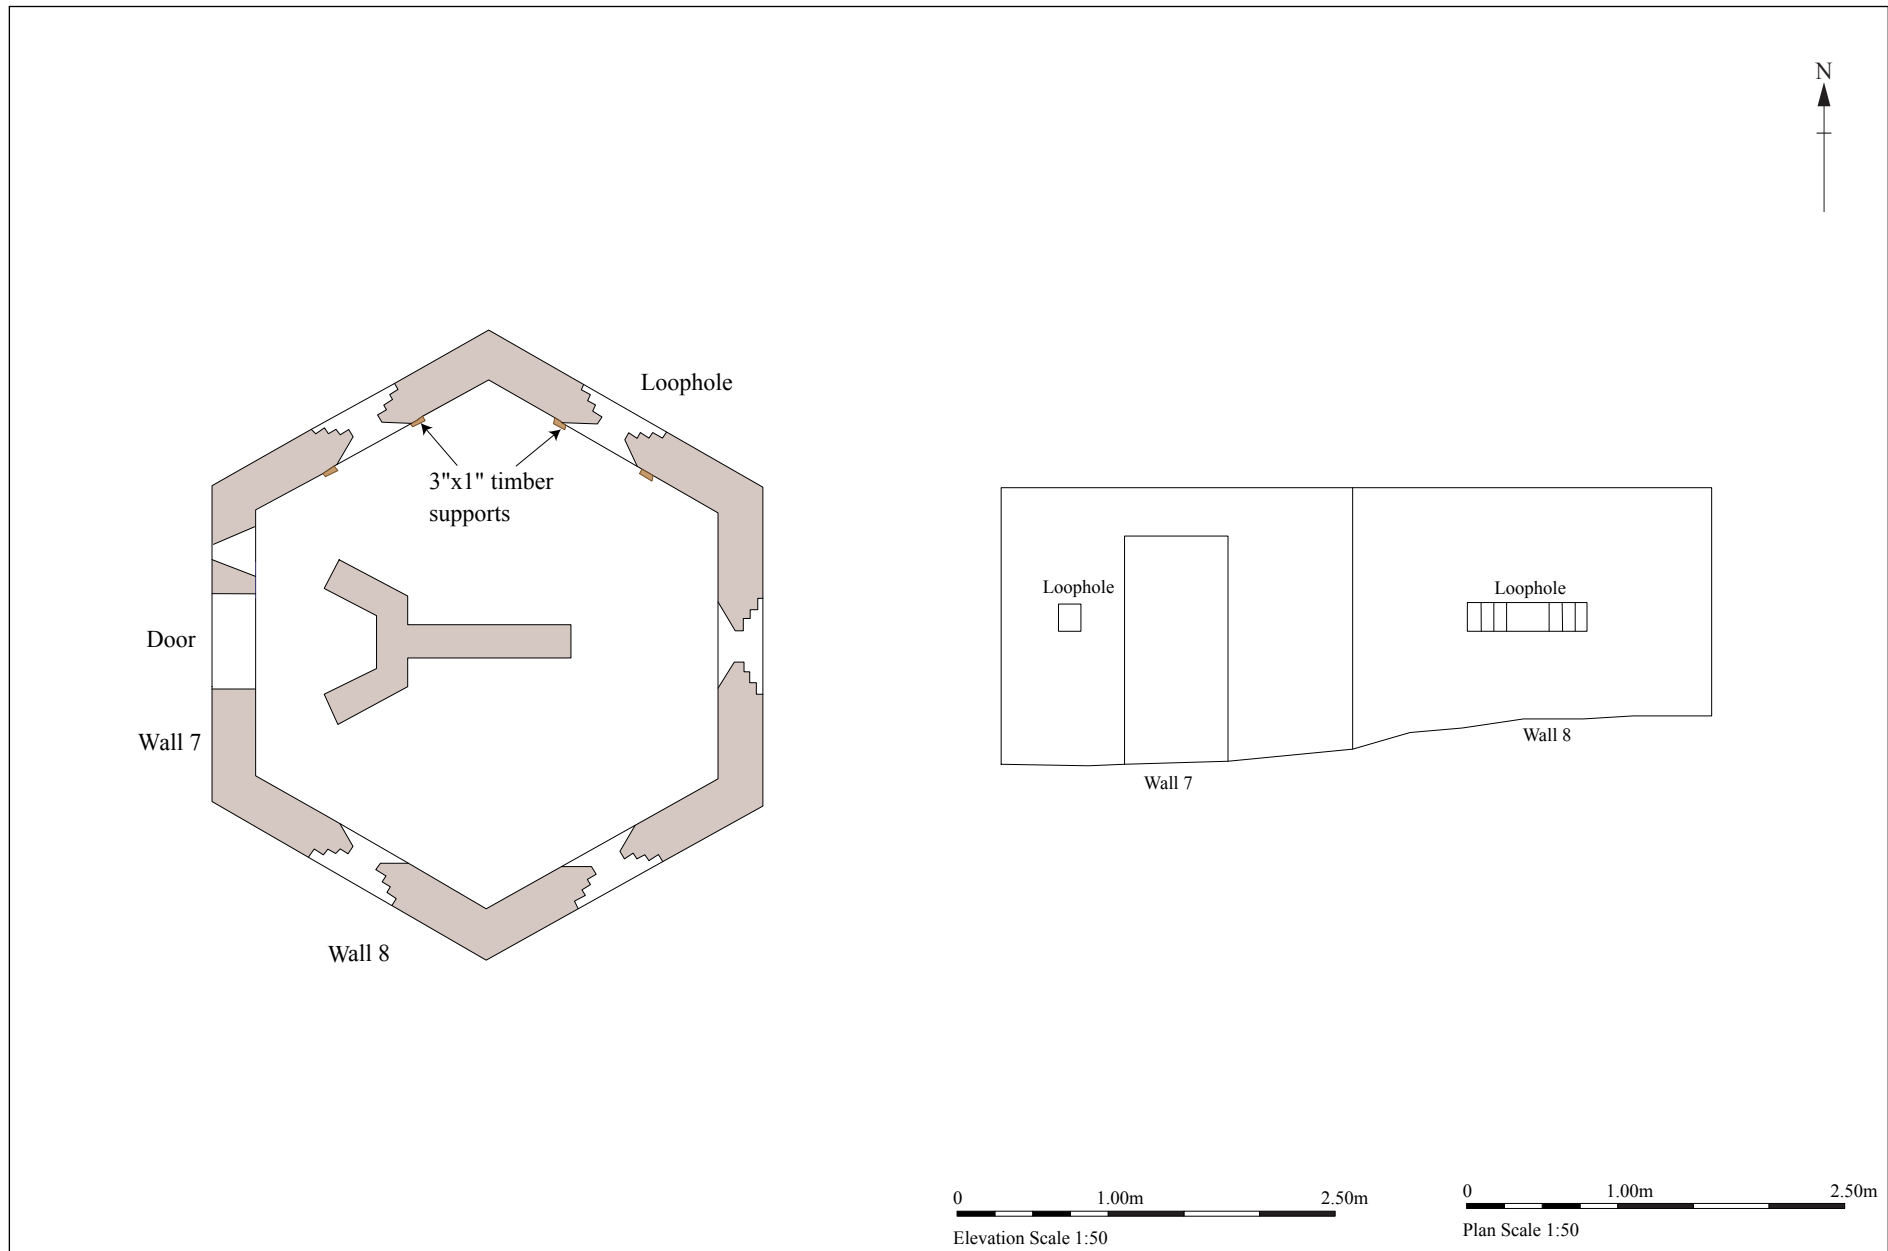 N
Loophole
3"x1" timber
supports
Door
Wall 7
Wall 8
Loophole
Loophole
Wall 8
Wall 7
0 1.00m 2.50m
Elevation Scale 1:50
0 1.00m 2.50m
Plan Scale 1:50